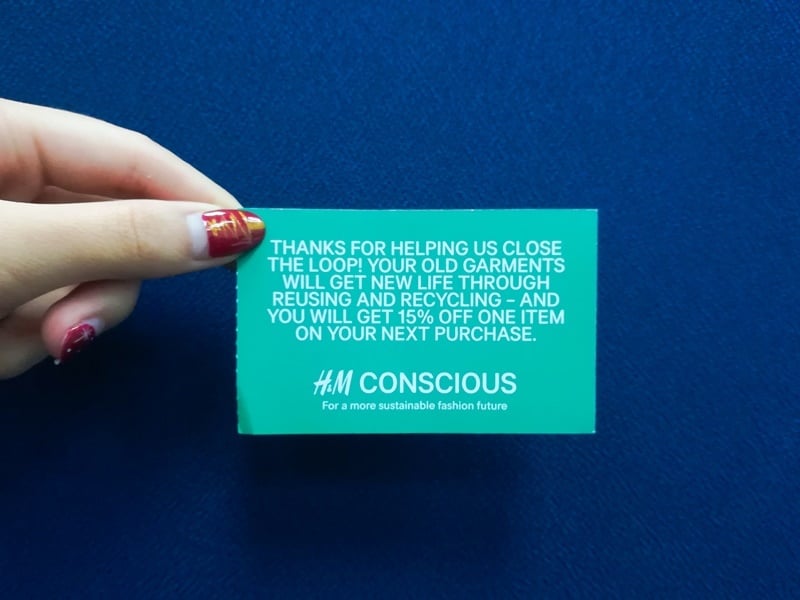 THANKS FOR HELPING US CLOSE
THE LOOP! YOUR OLD GARMENTS
WILL GET NEW LIFE THROUGH
REUSING AND RECYCLING – AND
YOU WILL GET 15% OFF ONE ITEM
ON YOUR NEXT PURCHASE.
H&M CONSCIOUS
For a more sustainable fashion future